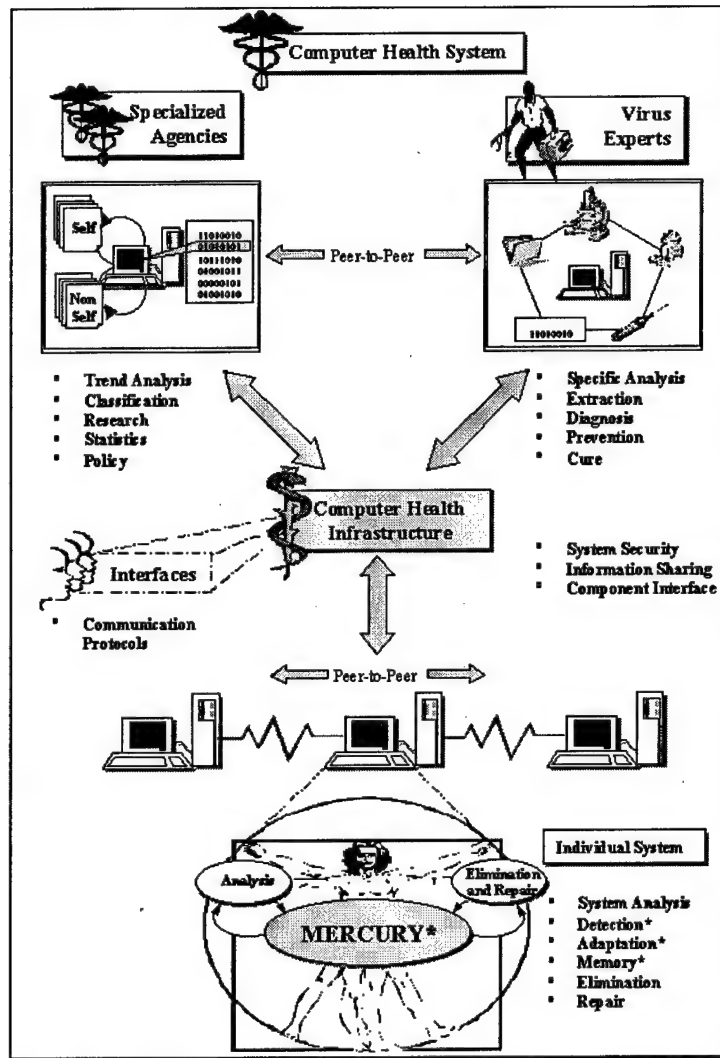 Computer Health System
Specialized
Agencies
Virus
Experts
Self
Non
Self
11010010
01010101
10111010
01001011
00000101
01001010
Peer-to-Peer
11010010
Trend Analysis
Classification
Research
Statistics
Policy
Specific Analysis
Extraction
Diagnosis
Prevention
Cure
Computer Health
Infrastructure
Interfaces
Communication
Protocols
System Security
Information Sharing
Component Interface
Peer-to-Peer
Individual System
Analysis
Elimination
and Repair
MERCURY*
System Analysis
Detection*
Adaptation*
Memory*
Elimination
Repair